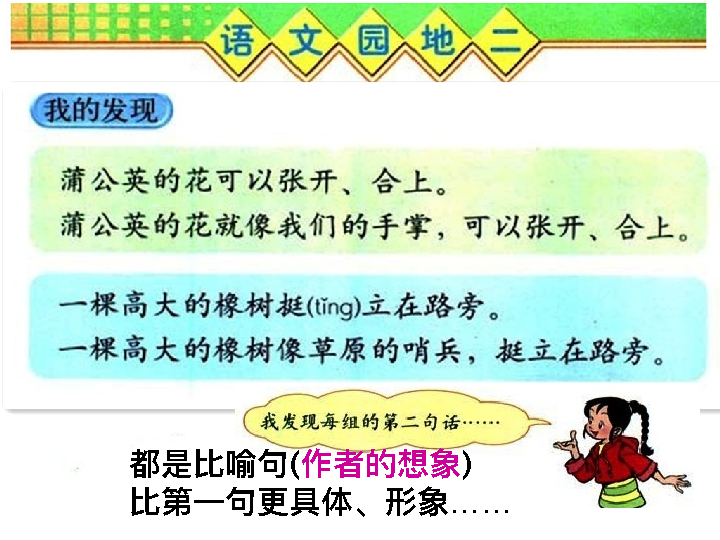 语文园地二
我的发现
蒲公英的花可以张开、合上。
蒲公英的花就像我们的手掌，可以张开、合上。
一棵高大的橡树挺(tǐng)立在路旁。
一棵高大的橡树像草原的哨兵，挺立在路旁。
我发现每组的第二句话……
都是比喻句(作者的想象)
比第一句更具体、形象……